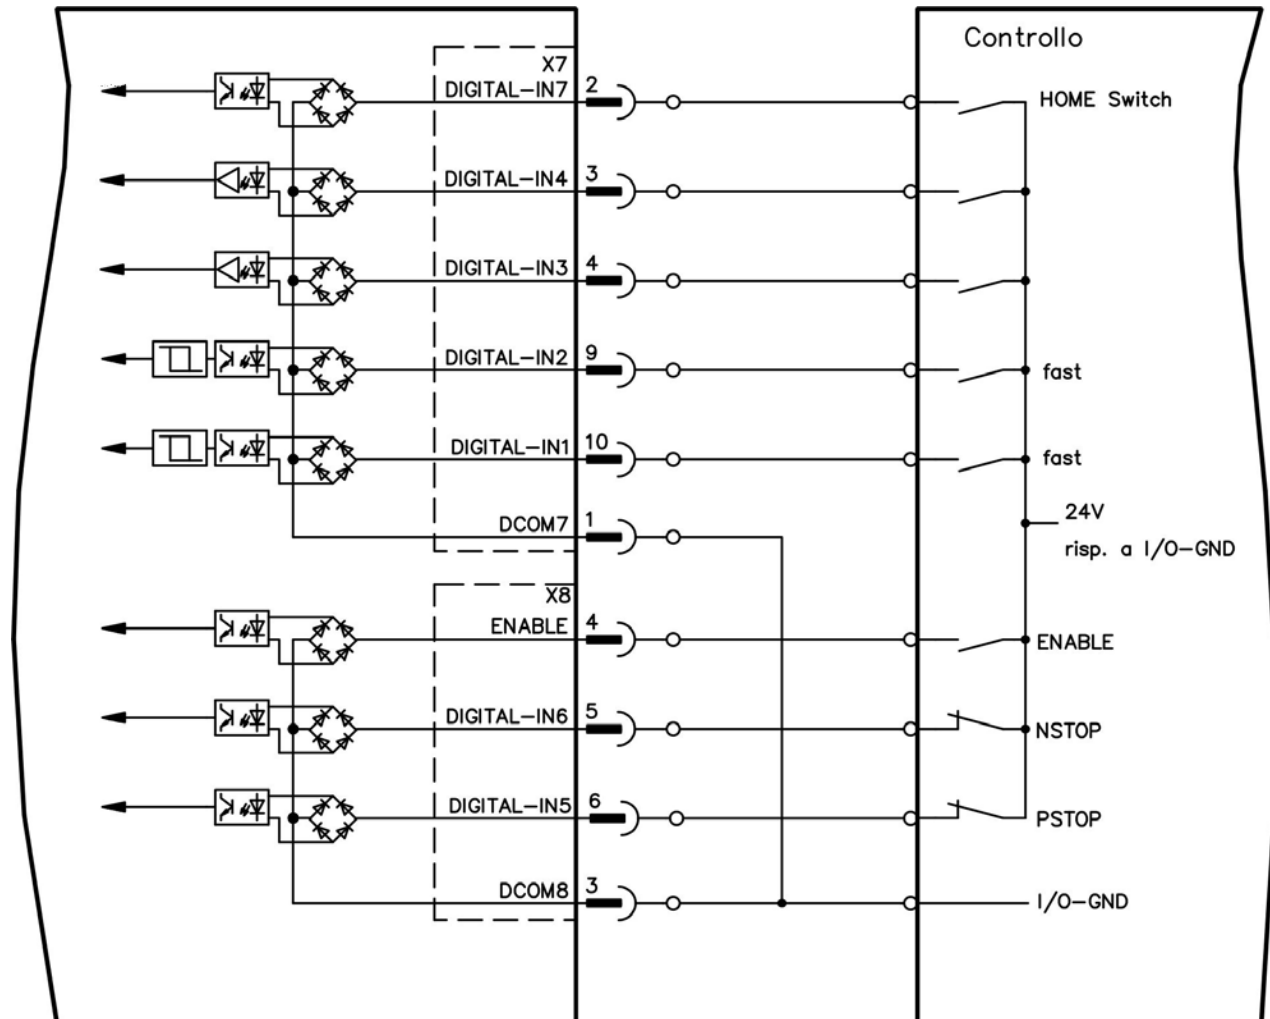 Controllo
X7
DIGITAL-IN7 2
HOME Switch
DIGITAL-IN4 3
DIGITAL-IN3 4
DIGITAL-IN2 9
fast
DIGITAL-IN1 10
fast
DCOM7 1
24V
risp. a I/O-GND
X8
ENABLE 4
ENABLE
DIGITAL-IN6 5
NSTOP
DIGITAL-IN5 6
PSTOP
DCOM8 3
I/O-GND